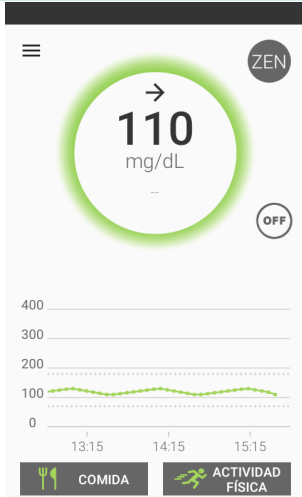 ZEN
110
mg/dL
--
OFF
400
300
200
100
0
13:15 14:15 15:15
COMIDA
ACTIVIDAD
FÍSICA